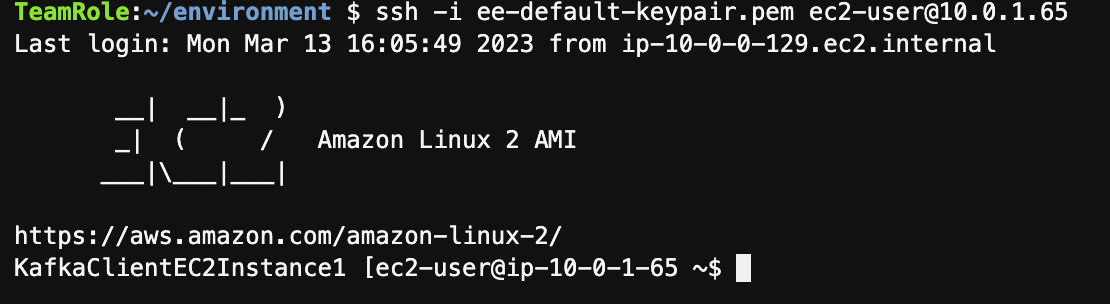 TeamRole:~/environment $ ssh -i ee-default-keypair.pem ec2-user@10.0.1.65
Last login: Mon Mar 13 16:05:49 2023 from ip-10-0-0-129.ec2.internal
       __|  __|_  )
       _|  (     /   Amazon Linux 2 AMI
      ___|\___|___|
https://aws.amazon.com/amazon-linux-2/
KafkaClientEC2Instance1 [ec2-user@ip-10-0-1-65 ~$